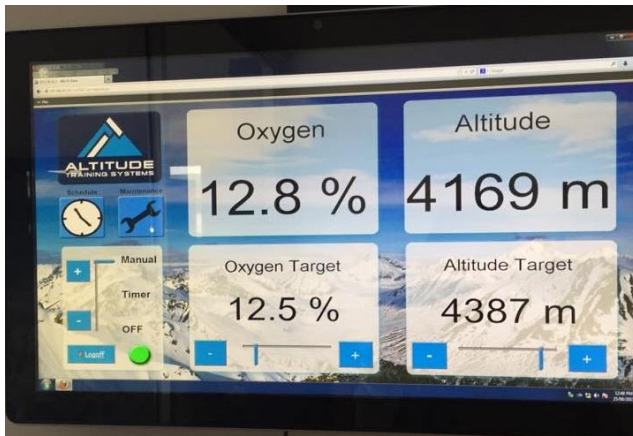 ALTITUDE
TRAINING SYSTEMS
Schedule
Maintenance
Manual
Timer
OFF
Logoff
Oxygen
12.8 %
Altitude
4169 m
Oxygen Target
12.5 %
-
+
Altitude Target
4387 m
-
+